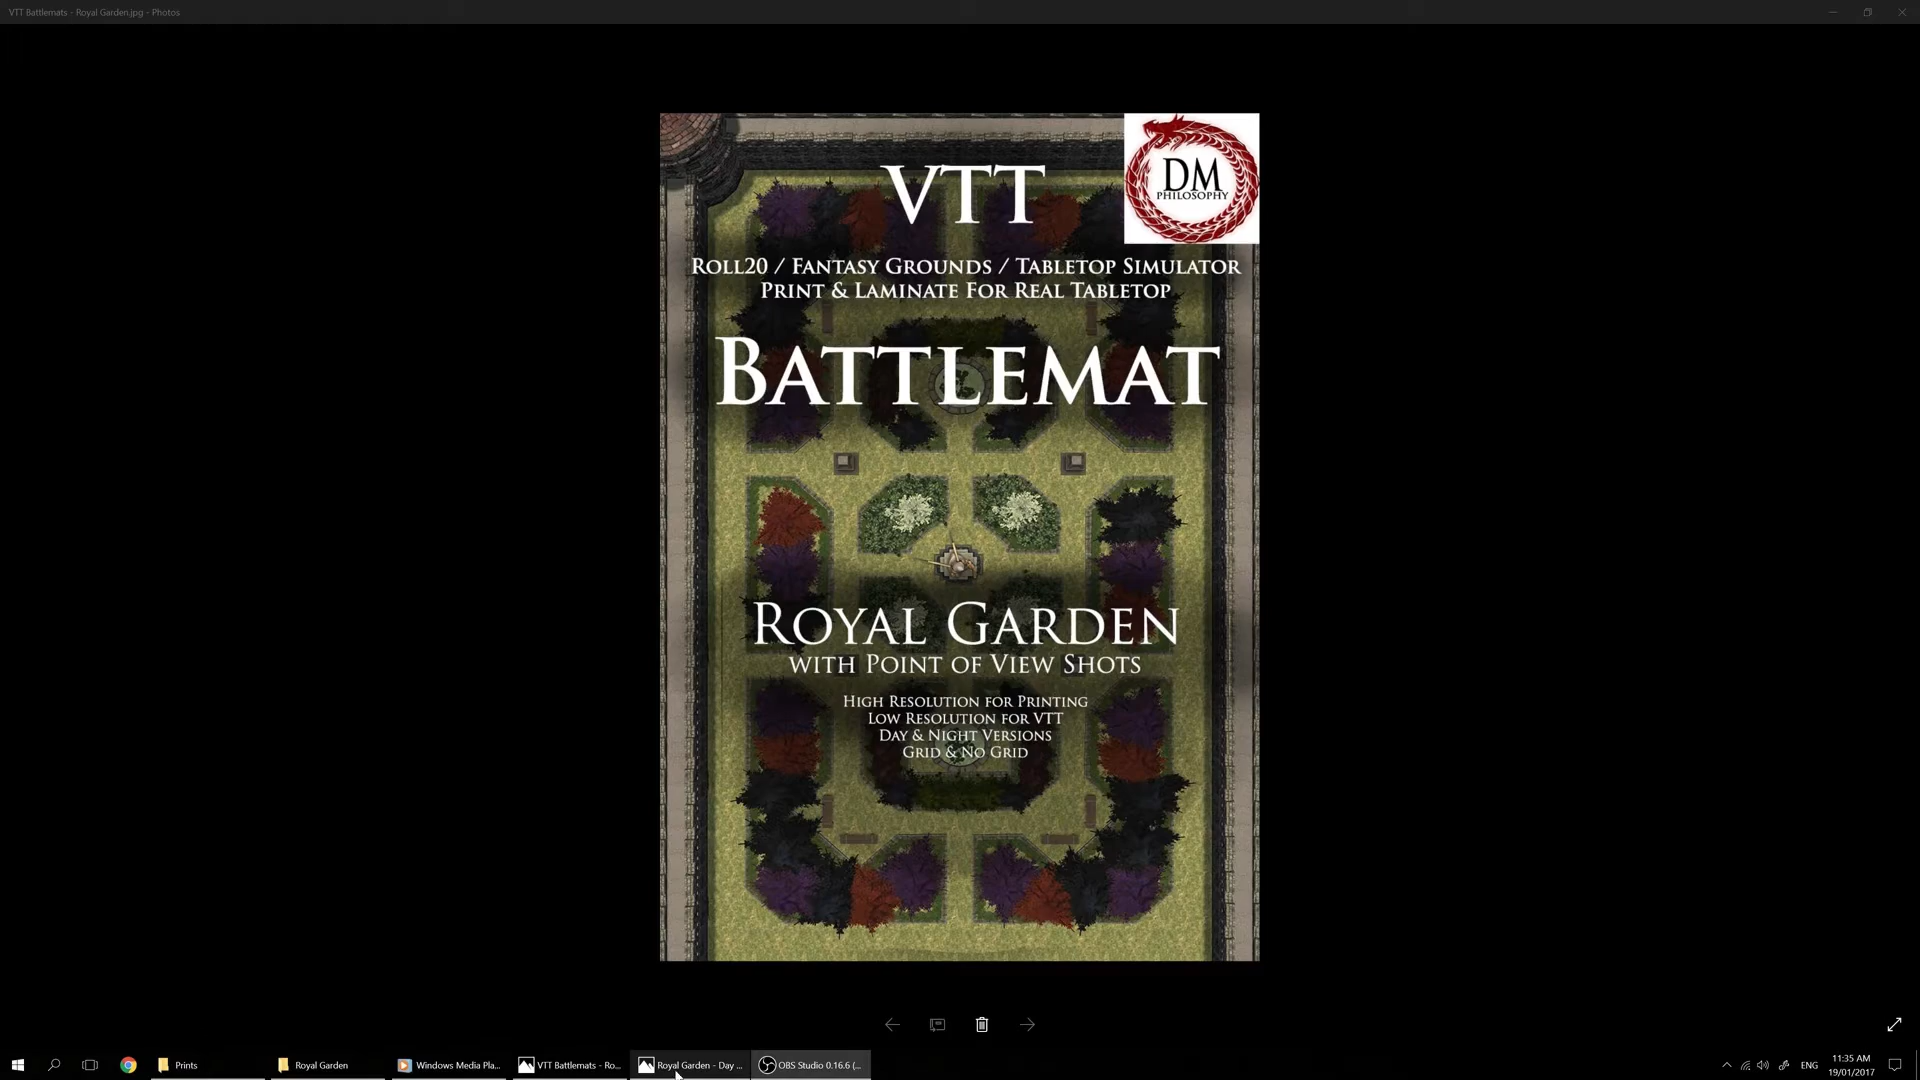 VTT Battlemats - Royal Garden.jpg - Photos
VTT
DM
PHILOSOPHY
ROLL20 / FANTASY GROUNDS / TABLETOP SIMULATOR
PRINT & LAMINATE FOR REAL TABLETOP
BATTLEMAT
ROYAL GARDEN
WITH POINT OF VIEW SHOTS
HIGH RESOLUTION FOR PRINTING
LOW RESOLUTION FOR VTT
DAY & NIGHT VERSIONS
GRID & NO GRID
Prints
Royal Garden
Windows Media Pla...
VTT Battlemats - Ro...
Royal Garden - Day ...
OBS Studio 0.16.6 (...
ENG
11:35 AM
19/01/2017